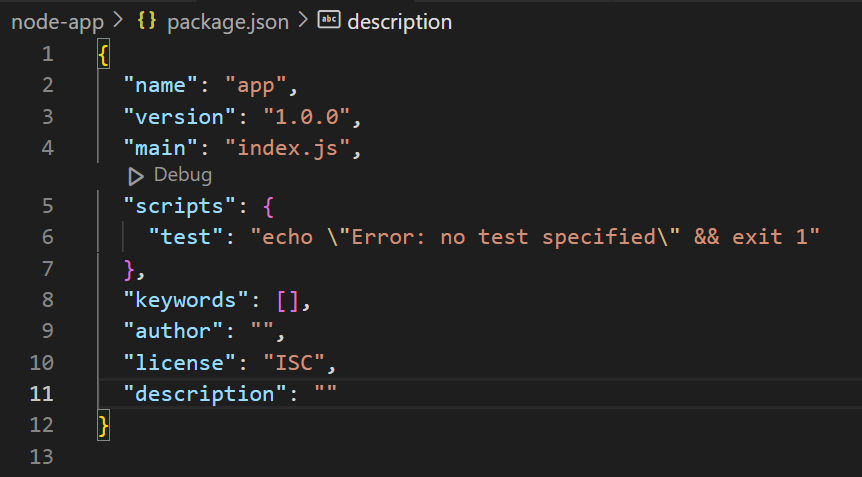 node-app > {} package.json > abc description
1 {
2 "name": "app",
3 "version": "1.0.0",
4 "main": "index.js",
Debug
5 "scripts": {
6 "test": "echo \"Error: no test specified\" && exit 1"
7 },
8 "keywords": [],
9 "author": "",
10 "license": "ISC",
11 "description": ""
12 }
13